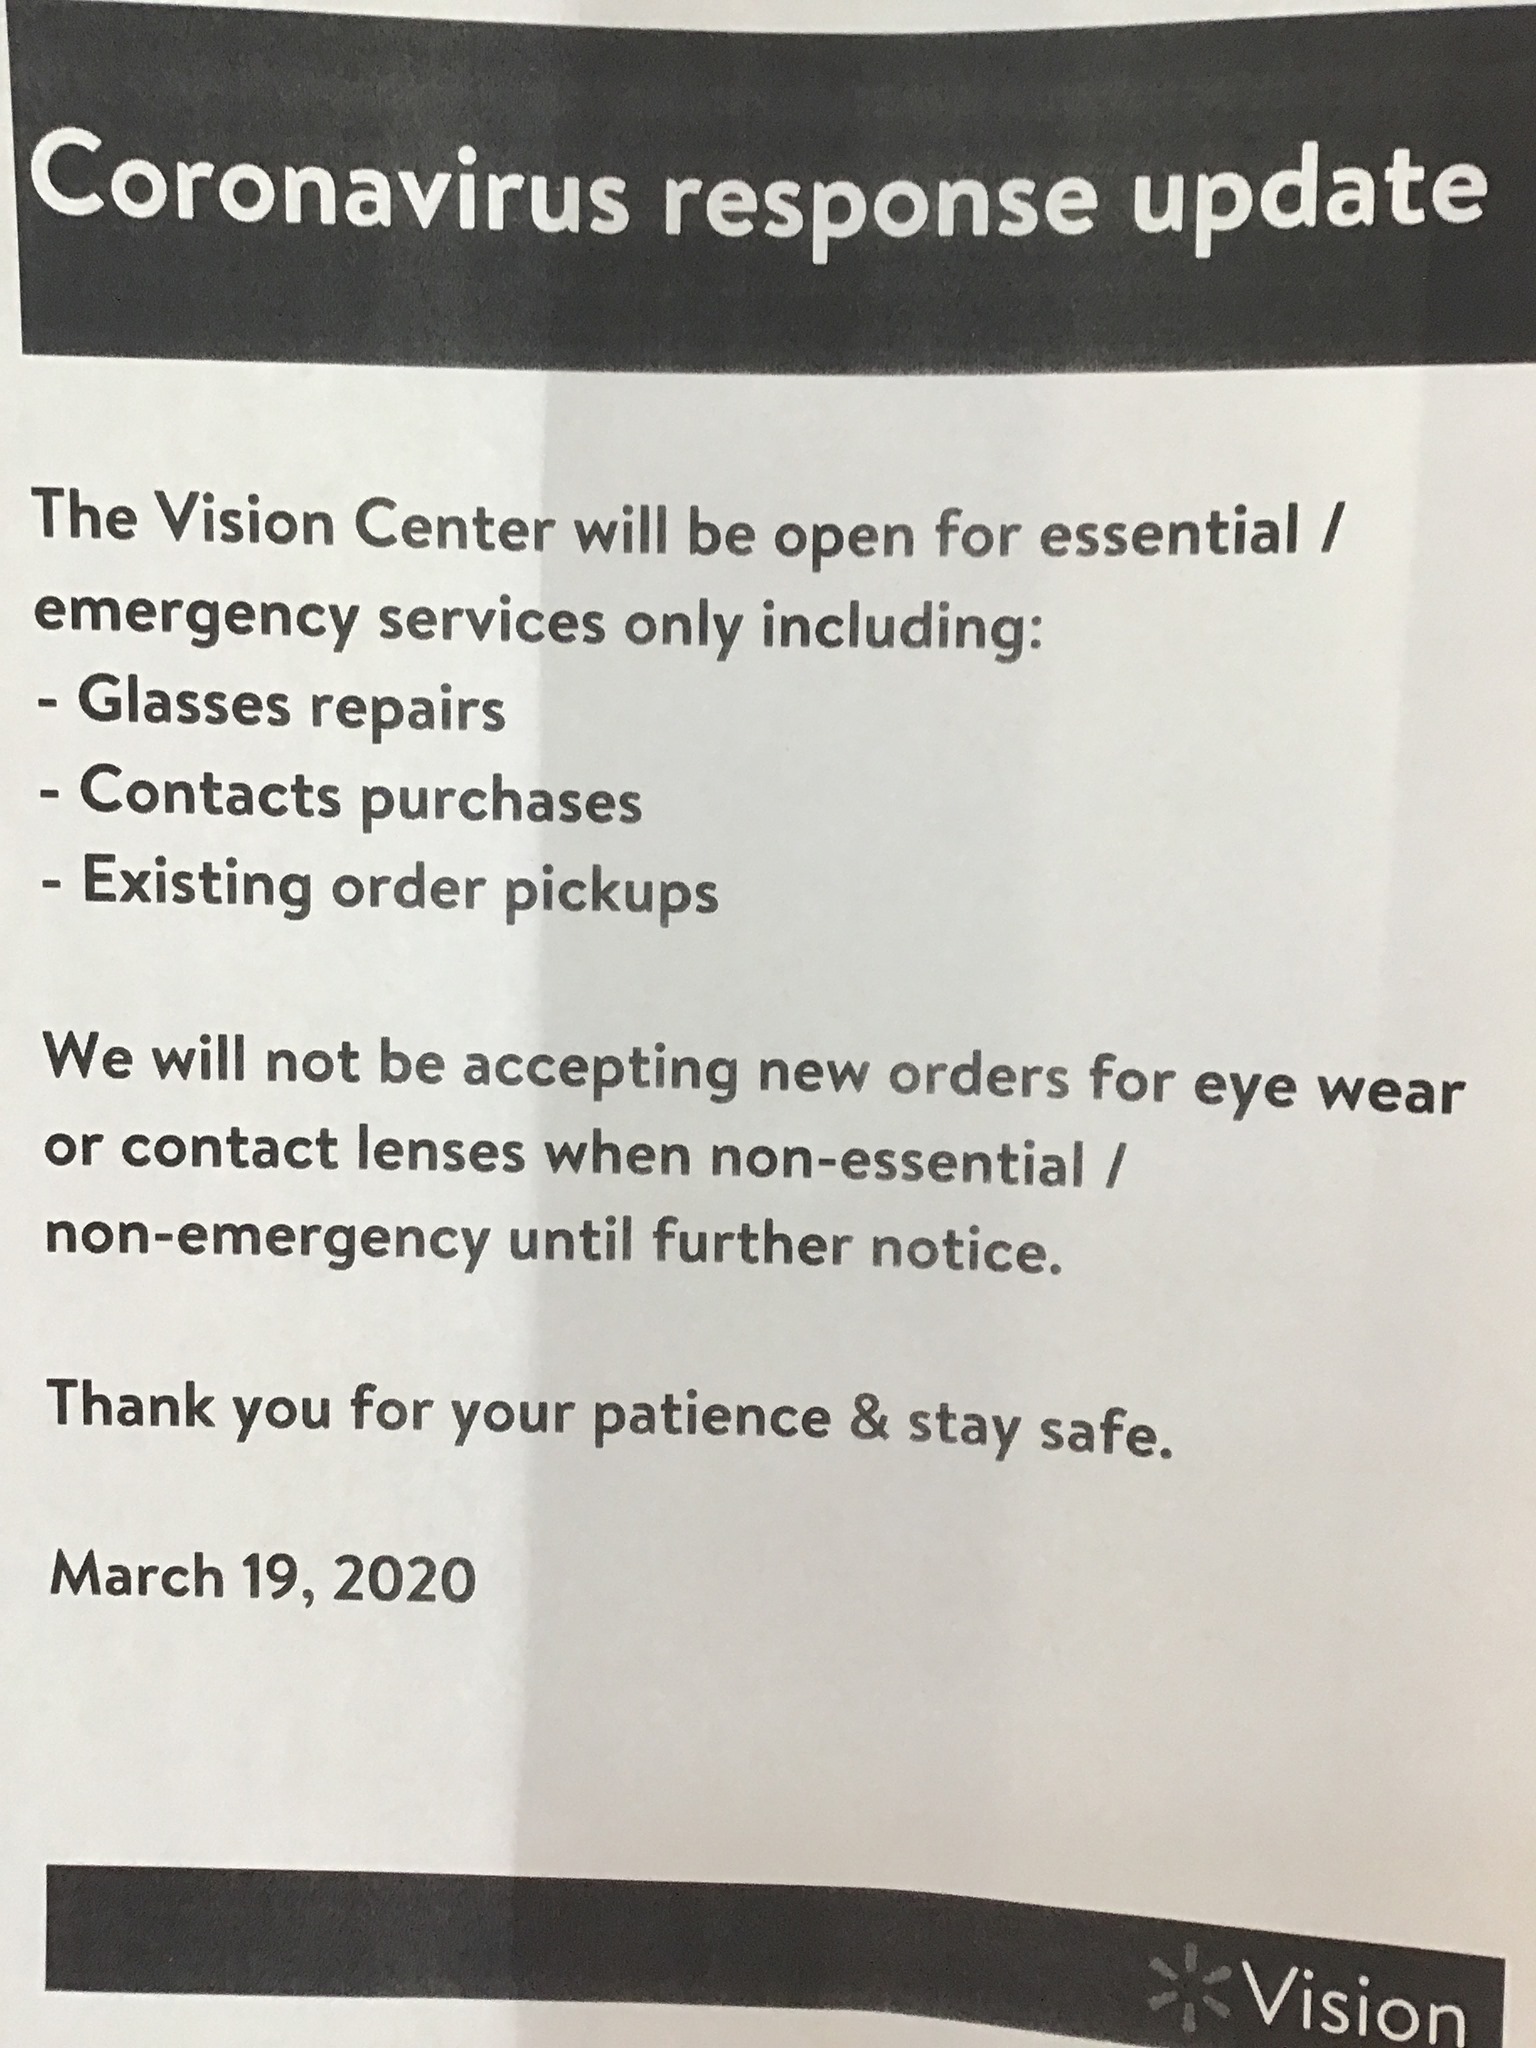 Coronavirus response update
The Vision Center will be open for essential /
emergency services only including:
- Glasses repairs
- Contacts purchases
- Existing order pickups
We will not be accepting new orders for eye wear
or contact lenses when non-essential /
non-emergency until further notice.
Thank you for your patience & stay safe.
March 19, 2020
Vision